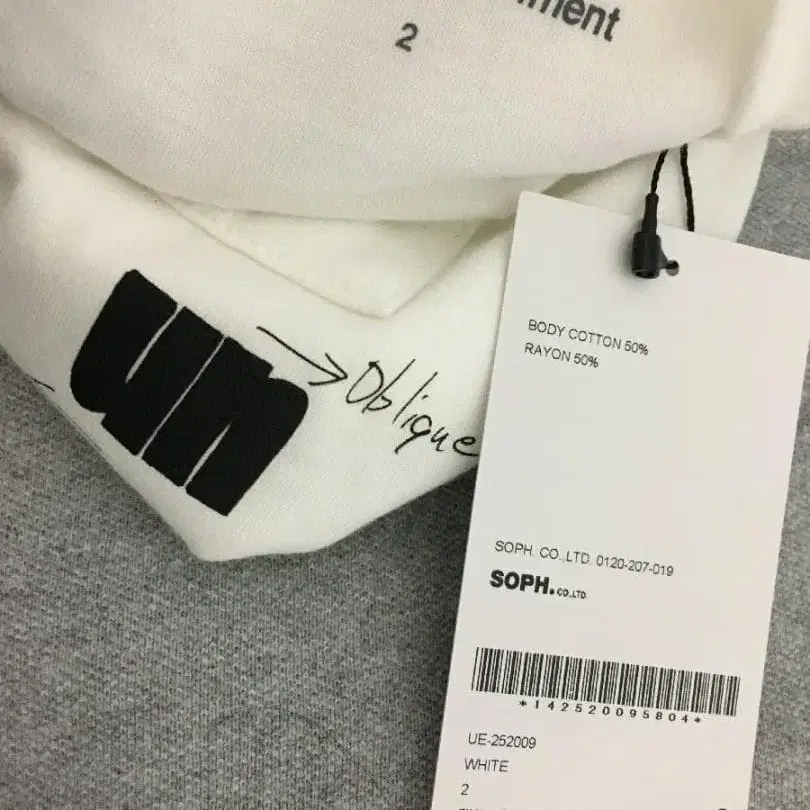 2
un
Oblique
BODY COTTON 50%
RAYON 50%
SOPH. CO.,LTD. 0120-207-019
SOPH.CO.,LTD.
*142520095804*
UE-252009
WHITE
2